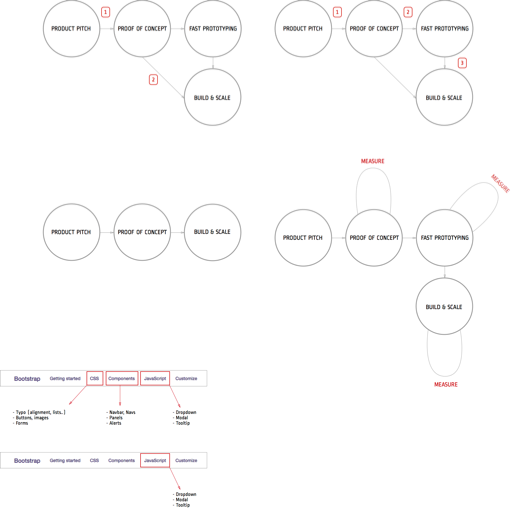 1
PRODUCT PITCH
PROOF OF CONCEPT
FAST PROTOTYPING
2
BUILD & SCALE
1
2
PRODUCT PITCH
PROOF OF CONCEPT
FAST PROTOTYPING
3
BUILD & SCALE
PRODUCT PITCH
PROOF OF CONCEPT
BUILD & SCALE
MEASURE
MEASURE
PRODUCT PITCH
PROOF OF CONCEPT
FAST PROTOTYPING
BUILD & SCALE
MEASURE
Bootstrap Getting started CSS Components JavaScript Customize
- Typo (alignment, lists..)
- Buttons, images
- Forms
- Navbar, Navs
- Panels
- Alerts
- Dropdown
- Modal
- Tooltip
Bootstrap Getting started CSS Components JavaScript Customize
- Dropdown
- Modal
- Tooltip